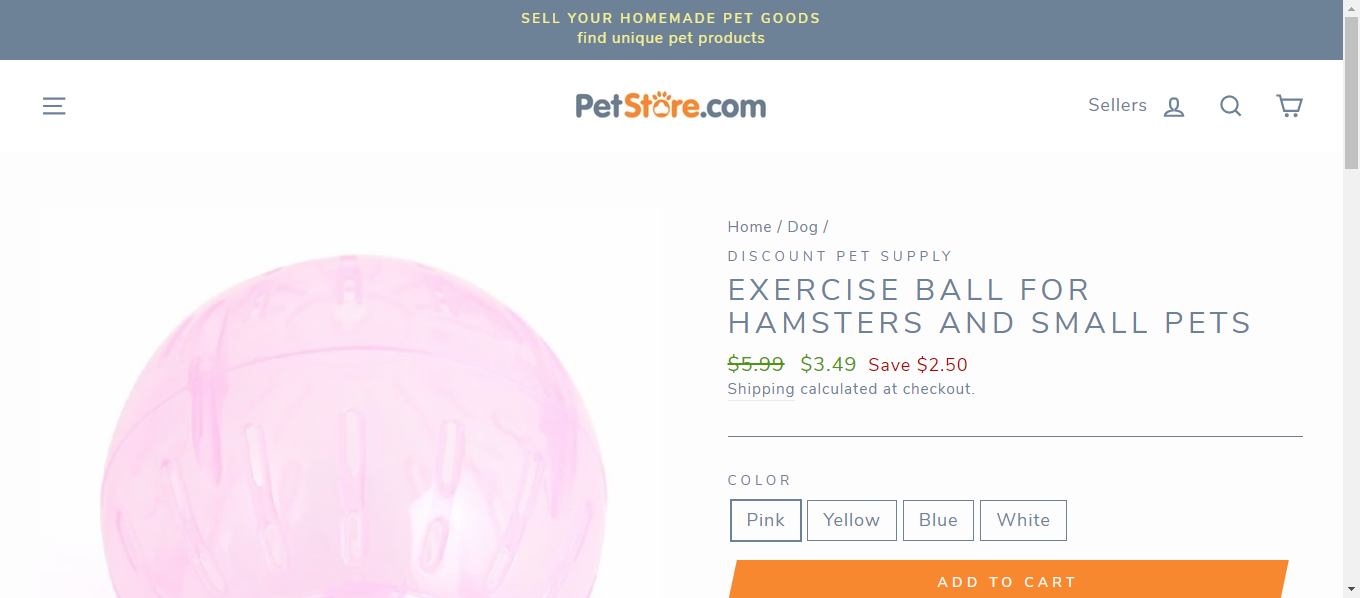 SELL YOUR HOMEMADE PET GOODS
find unique pet products
PetStore.com
Sellers
Home / Dog /
DISCOUNT PET SUPPLY
EXERCISE BALL FOR
HAMSTERS AND SMALL PETS
$5.99 $3.49 Save $2.50
Shipping calculated at checkout.
COLOR
Pink Yellow Blue White
ADD TO CART